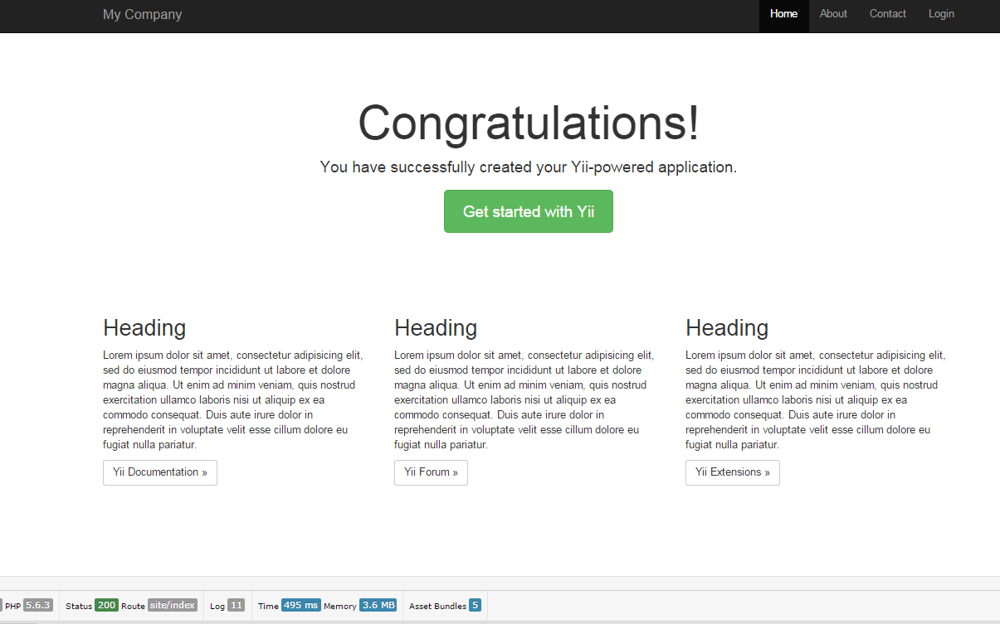 My Company Home About Contact Login
Congratulations!
You have successfully created your Yii-powered application.
Get started with Yii
Heading
Lorem ipsum dolor sit amet, consectetur adipisicing elit,
sed do eiusmod tempor incididunt ut labore et dolore
magna aliqua. Ut enim ad minim veniam, quis nostrud
exercitation ullamco laboris nisi ut aliquip ex ea
commodo consequat. Duis aute irure dolor in
reprehenderit in voluptate velit esse cillum dolore eu
fugiat nulla pariatur.
Yii Documentation »
Heading
Lorem ipsum dolor sit amet, consectetur adipisicing elit,
sed do eiusmod tempor incididunt ut labore et dolore
magna aliqua. Ut enim ad minim veniam, quis nostrud
exercitation ullamco laboris nisi ut aliquip ex ea
commodo consequat. Duis aute irure dolor in
reprehenderit in voluptate velit esse cillum dolore eu
fugiat nulla pariatur.
Yii Forum »
Heading
Lorem ipsum dolor sit amet, consectetur adipisicing elit,
sed do eiusmod tempor incididunt ut labore et dolore
magna aliqua. Ut enim ad minim veniam, quis nostrud
exercitation ullamco laboris nisi ut aliquip ex ea
commodo consequat. Duis aute irure dolor in
reprehenderit in voluptate velit esse cillum dolore eu
fugiat nulla pariatur.
Yii Extensions »
PHP 5.6.3 Status 200 Route site/index Log 11 Time 495 ms Memory 3.6 MB Asset Bundles 5